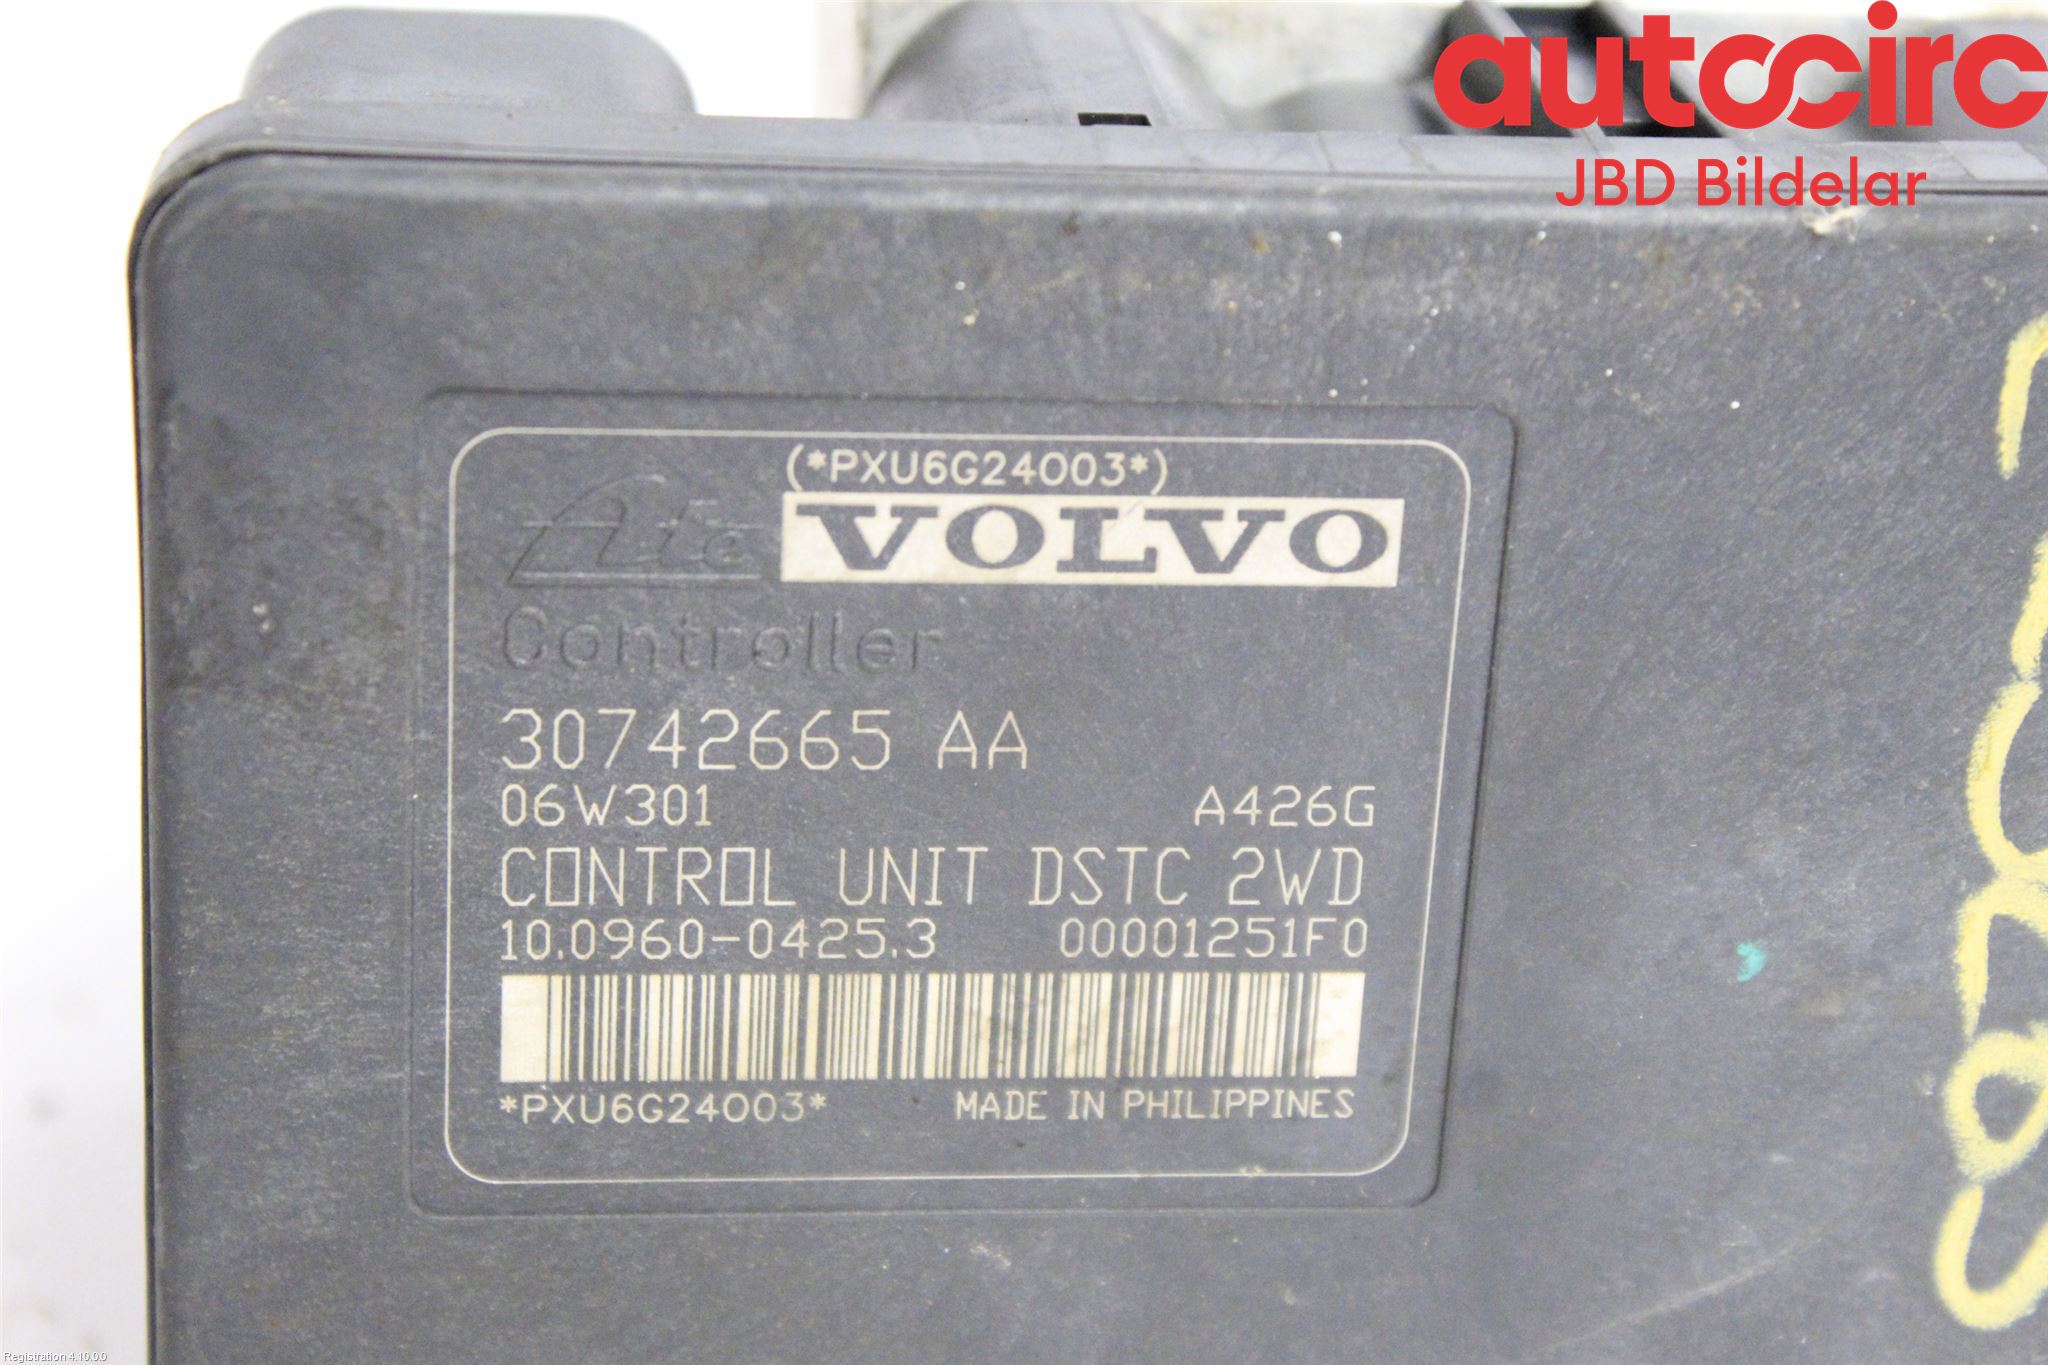 autocirc
JBD Bildelar
(*PXU6G24003*)
Ate VOLVO
Controller
30742665 AA
06W301 A426G
CONTROL UNIT DSTC 2WD
10.0960-0425.3 00001251F0
*PXU6G24003* MADE IN PHILIPPINES
Registration 4.10.0.0